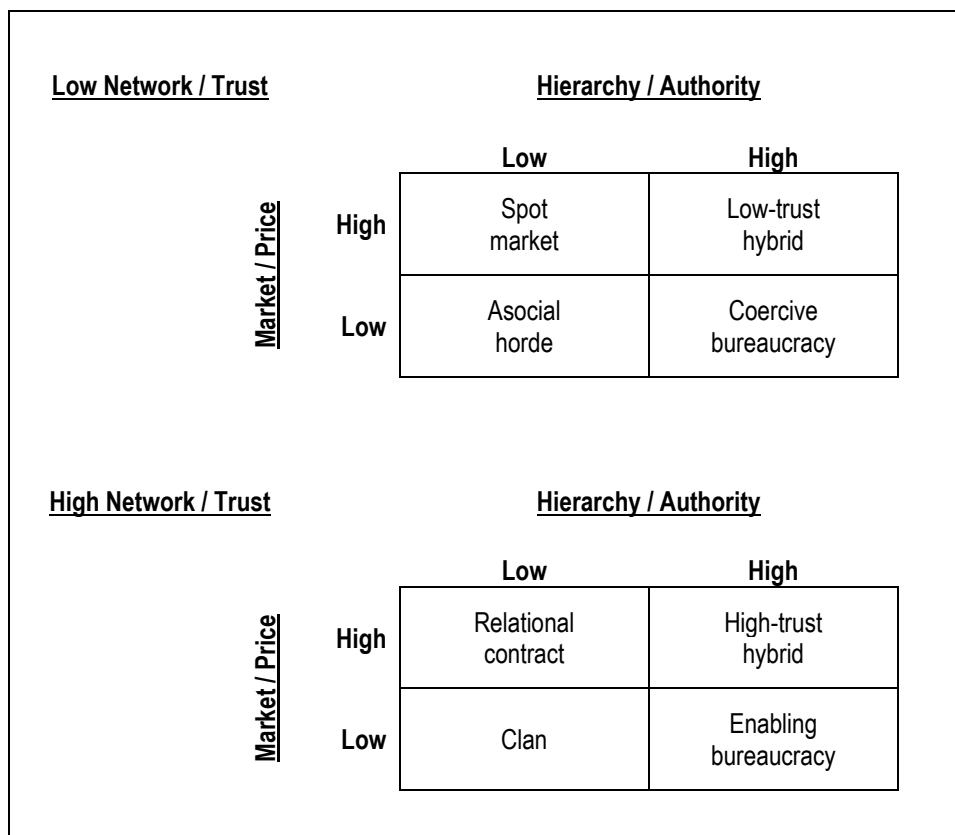 Low Network / Trust
Hierarchy / Authority
Low
High
Market / Price
High
Spot
market
Low-trust
hybrid
Low
Asocial
horde
Coercive
bureaucracy
High Network / Trust
Hierarchy / Authority
Low
High
Market / Price
High
Relational
contract
High-trust
hybrid
Low
Clan
Enabling
bureaucracy